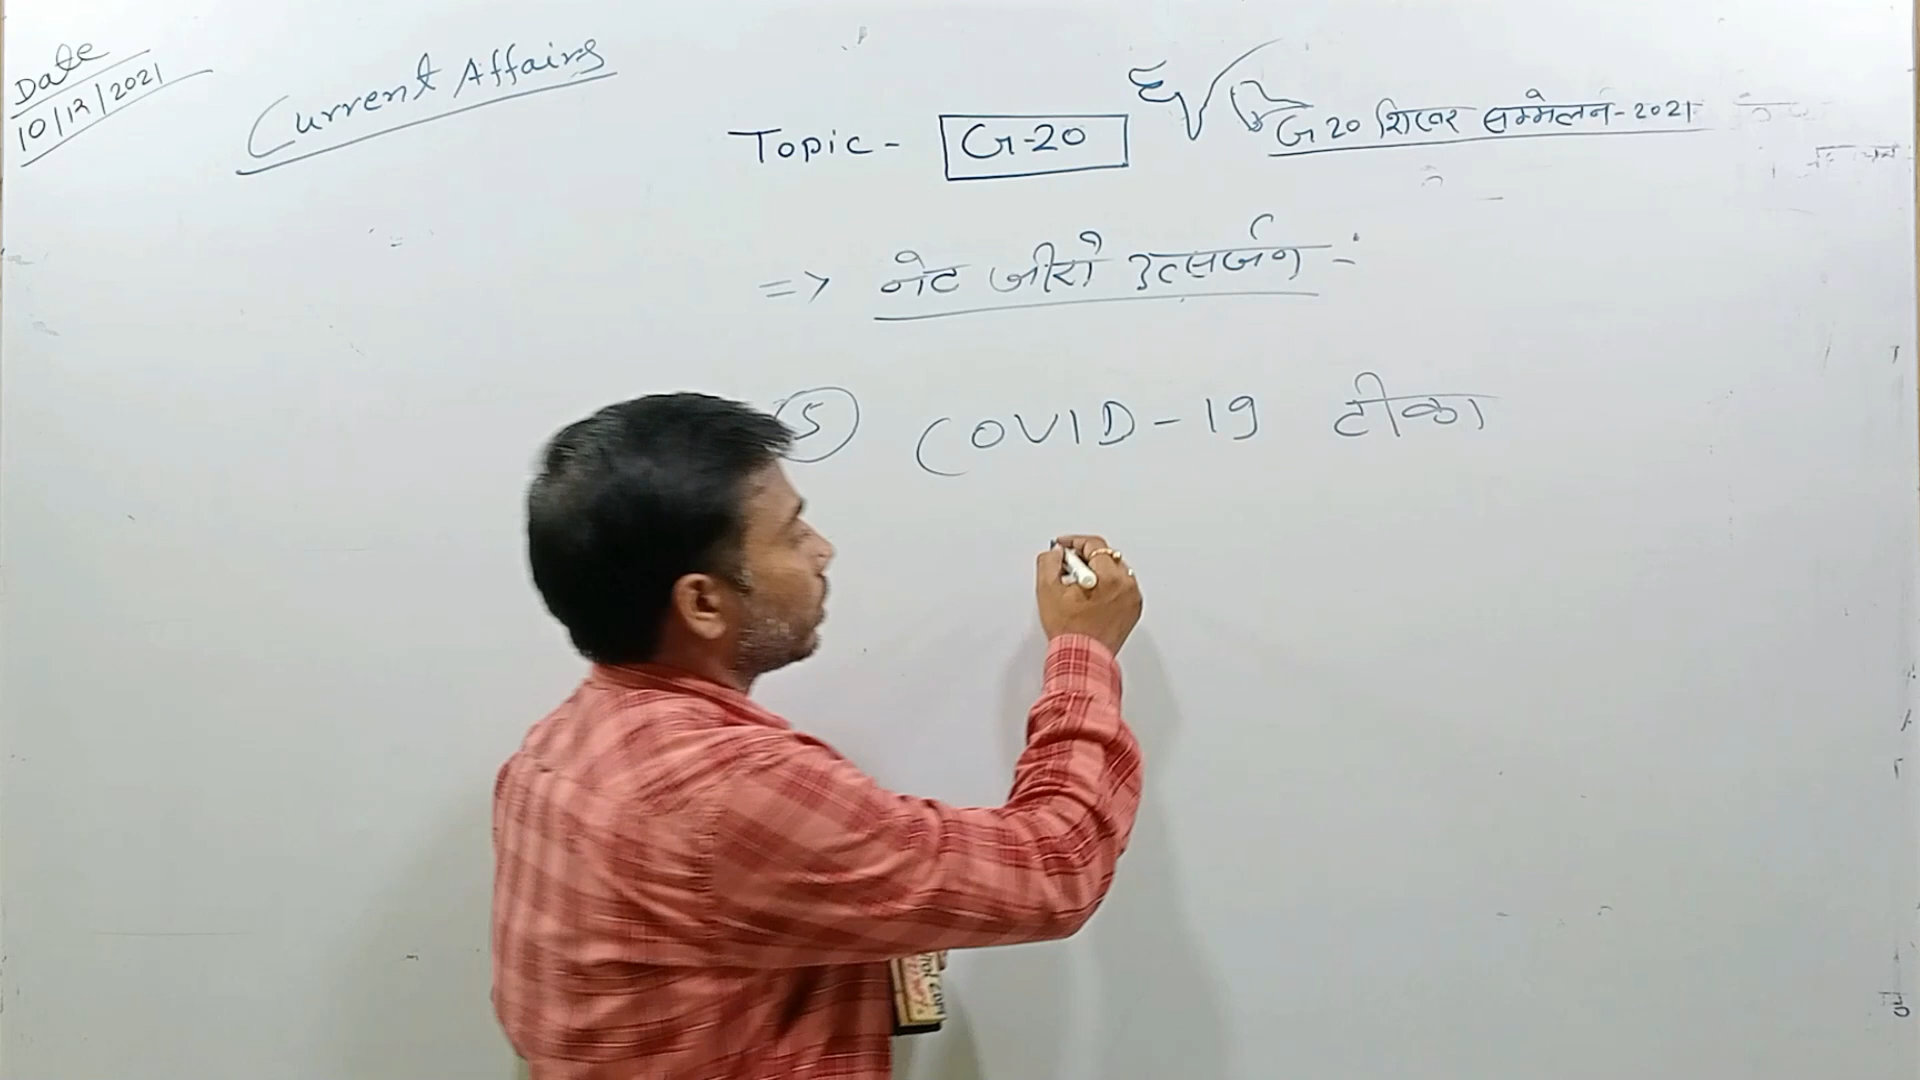 Date
10/12/2021
Current Affairs
Topic - G-20
G20 शिखर सम्मेलन-2021
=> नेट जीरो उत्सर्जन :-
5 COVID-19 टीका